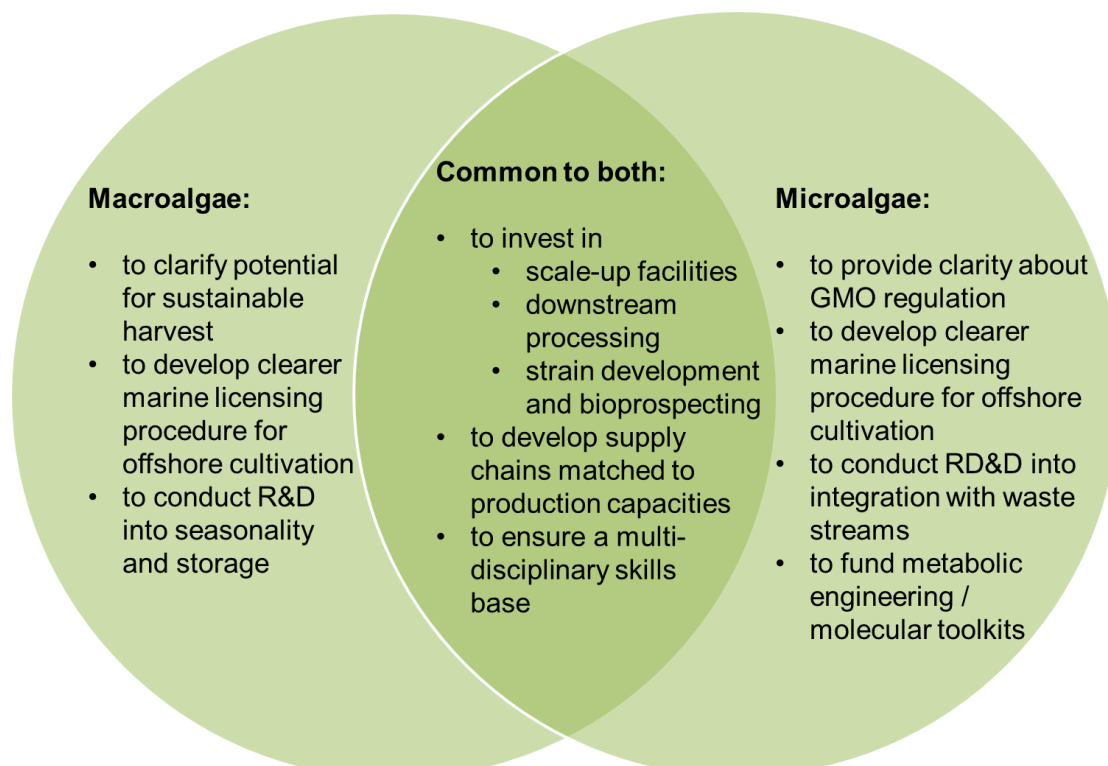 Macroalgae:
• to clarify potential
for sustainable
harvest
• to develop clearer
marine licensing
procedure for
offshore cultivation
• to conduct R&D
into seasonality
and storage
Common to both:
• to invest in
• scale-up facilities
• downstream
processing
• strain development
and bioprospecting
• to develop supply
chains matched to
production capacities
• to ensure a multi-
disciplinary skills
base
Microalgae:
• to provide clarity about
GMO regulation
• to develop clearer
marine licensing
procedure for offshore
cultivation
• to conduct RD&D into
integration with waste
streams
• to fund metabolic
engineering /
molecular toolkits